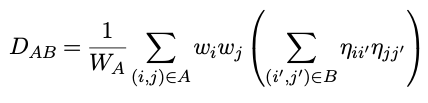 D_{AB} = \frac{1}{W_A} \sum_{(i,j) \in A} w_i w_j \left( \sum_{(i',j') \in B} \eta_{ii'} \eta_{jj'} \right)